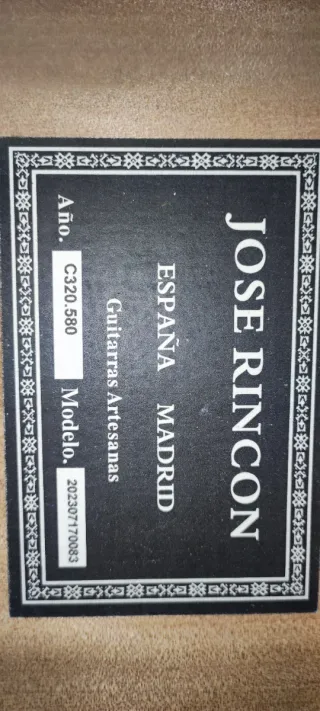 JOSE RINCON
ESPAÑA MADRID
Guitarras Artesanas
Año. C320.580 Modelo. 202307170083